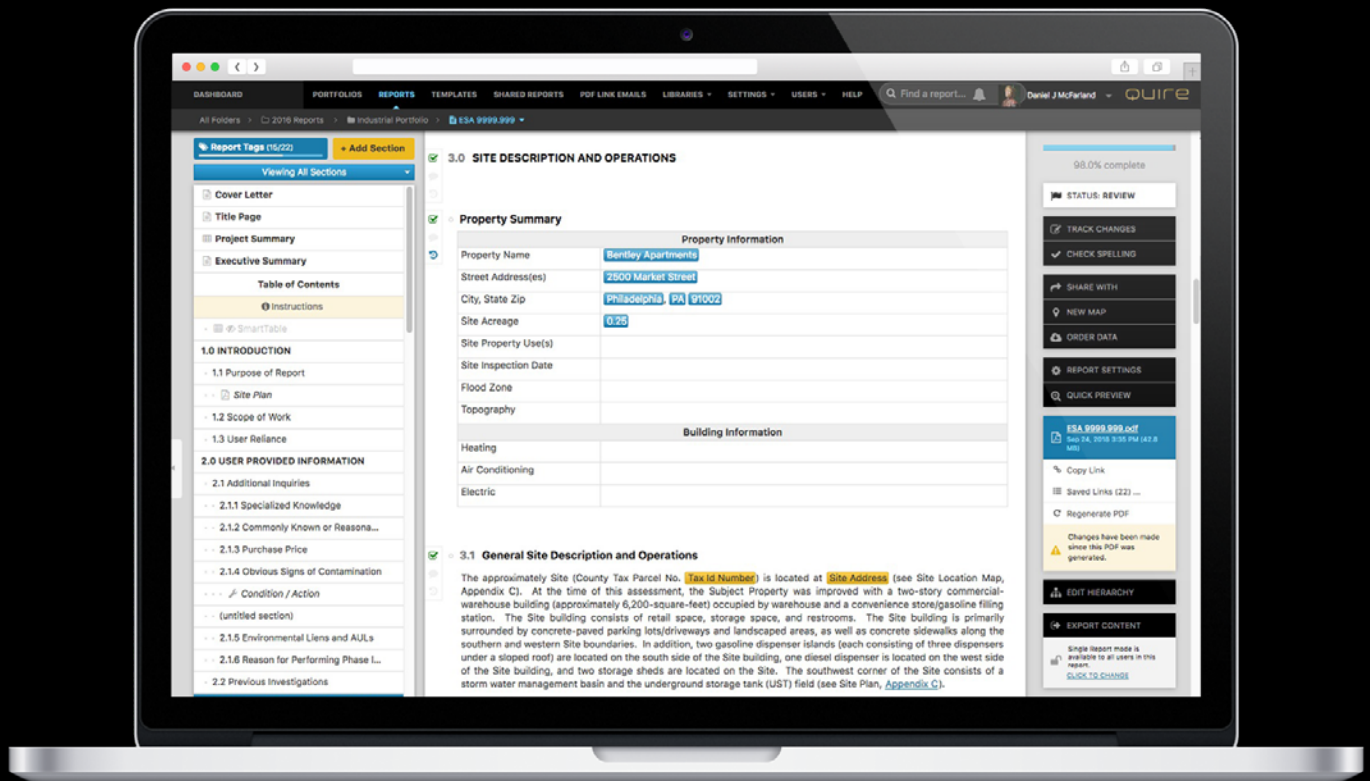 DASHBOARD
PORTFOLIOS REPORTS TEMPLATES SHARED REPORTS PDF LINK EMAILS LIBRARIES SETTINGS USERS HELP
Find a report...
Daniel J McFarland
QUIRE
All Folders > 2016 Reports > Industrial Portfolio > ESA 9999.999
Report Tags (15/22)
+ Add Section
Viewing All Sections
Cover Letter
Title Page
Project Summary
Executive Summary
Table of Contents
Instructions
SmartTable
1.0 INTRODUCTION
1.1 Purpose of Report
Site Plan
1.2 Scope of Work
1.3 User Reliance
2.0 USER PROVIDED INFORMATION
2.1 Additional Inquiries
2.1.1 Specialized Knowledge
2.1.2 Commonly Known or Reasona...
2.1.3 Purchase Price
2.1.4 Obvious Signs of Contamination
Condition / Action
(untitled section)
2.1.5 Environmental Liens and AULs
2.1.6 Reason for Performing Phase I...
2.2 Previous Investigations
3.0 SITE DESCRIPTION AND OPERATIONS
Property Summary
Property Information
Property Name Bentley Apartments
Street Address(es) 2500 Market Street
City, State Zip Philadelphia, PA 91002
Site Acreage 0.25
Site Property Use(s)
Site Inspection Date
Flood Zone
Topography
Building Information
Heating
Air Conditioning
Electric
3.1 General Site Description and Operations
The approximately Site (County Tax Parcel No. Tax Id Number) is located at Site Address (see Site Location Map,
Appendix C). At the time of this assessment, the Subject Property was improved with a two-story commercial-
warehouse building (approximately 6,200-square-feet) occupied by warehouse and a convenience store/gasoline filling
station. The Site building consists of retail space, storage space, and restrooms. The Site building is primarily
surrounded by concrete-paved parking lots/driveways and landscaped areas, as well as concrete sidewalks along the
southern and western Site boundaries. In addition, two gasoline dispenser islands (each consisting of three dispensers
under a sloped roof) are located on the south side of the Site building, one diesel dispenser is located on the west side
of the Site building, and two storage sheds are located on the Site. The southwest corner of the Site consists of a
storm water management basin and the underground storage tank (UST) field (see Site Plan, Appendix C).
98.0% complete
STATUS: REVIEW
TRACK CHANGES
CHECK SPELLING
SHARE WITH
NEW MAP
ORDER DATA
REPORT SETTINGS
QUICK PREVIEW
ESA 9999.999.pdf
Sep 24, 2016 3:35 PM (42.8
MB)
Copy Link
Saved Links (22) ...
Regenerate PDF
Changes have been made
since this PDF was
generated.
EDIT HIERARCHY
EXPORT CONTENT
Single Report mode is
available to all users in this
report.
CLICK TO CHANGE